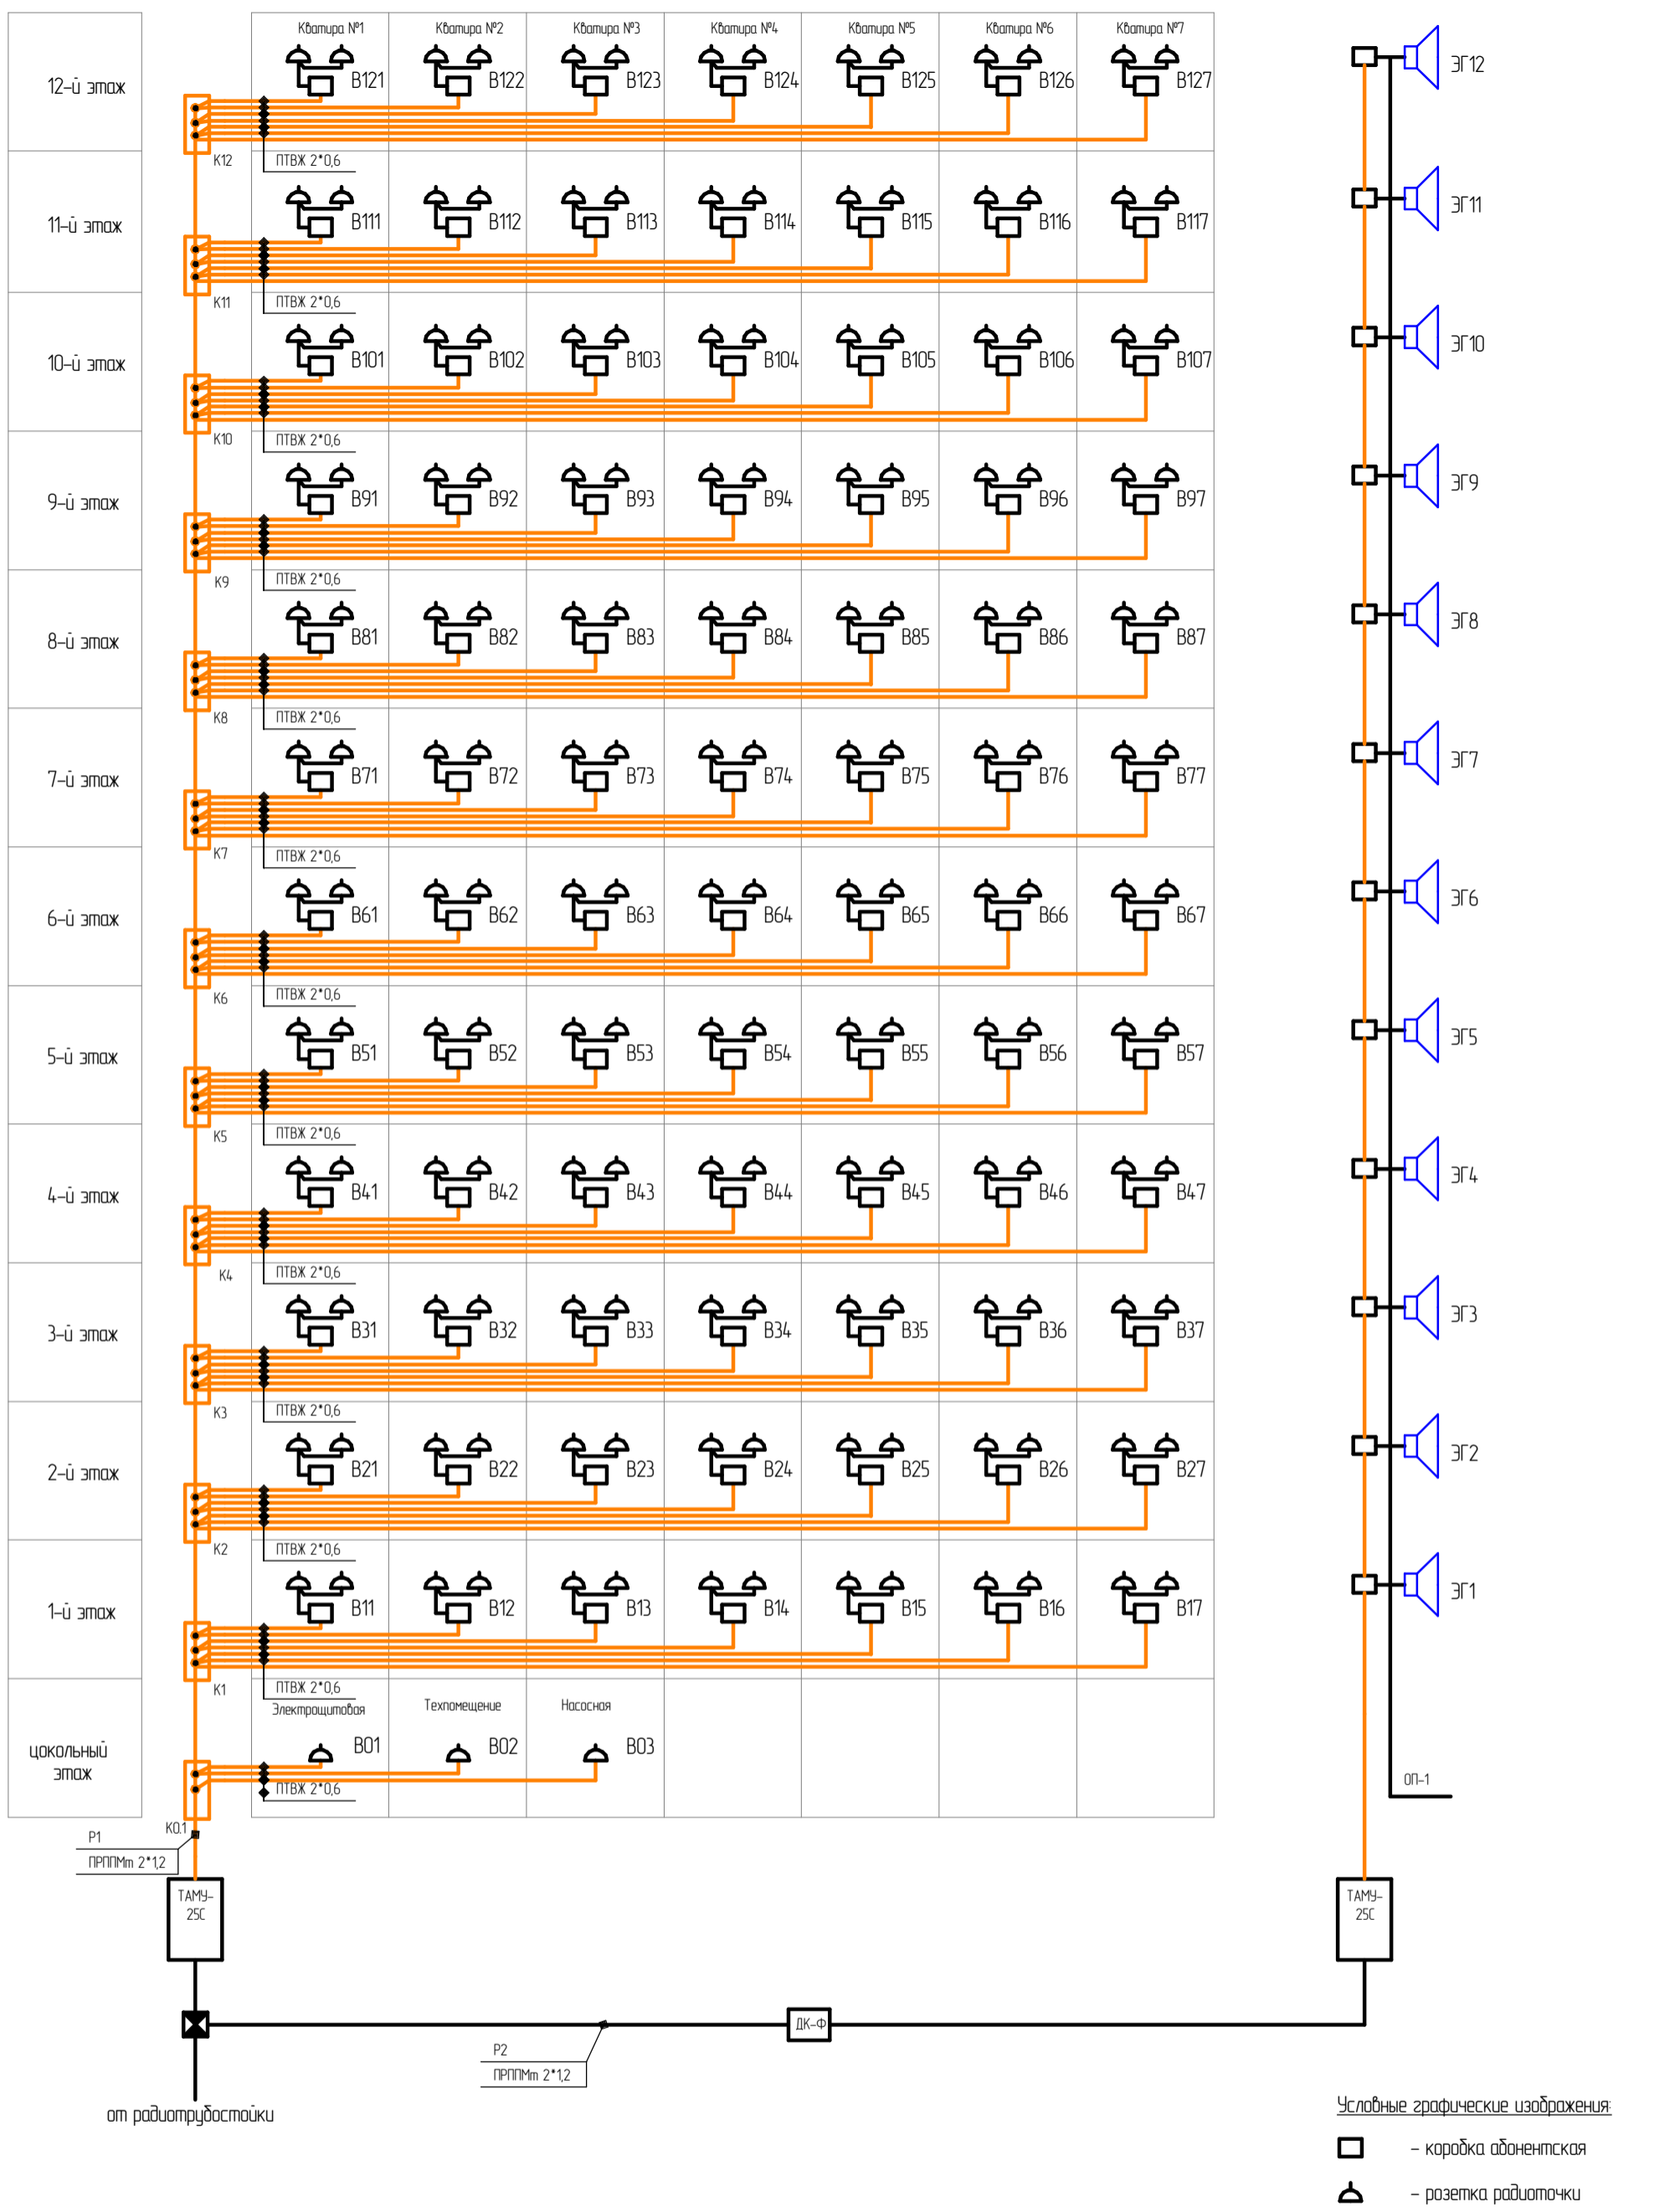 Кватира №1 Кватира №2 Кватира №3 Кватира №4 Кватира №5 Кватира №6 Кватира №7
12-й этаж В121 В122 В123 В124 В125 В126 В127 ЭГ12
К12 ПТВЖ 2*0,6
11-й этаж В111 В112 В113 В114 В115 В116 В117 ЭГ11
К11 ПТВЖ 2*0,6
10-й этаж В101 В102 В103 В104 В105 В106 В107 ЭГ10
К10 ПТВЖ 2*0,6
9-й этаж В91 В92 В93 В94 В95 В96 В97 ЭГ9
К9 ПТВЖ 2*0,6
8-й этаж В81 В82 В83 В84 В85 В86 В87 ЭГ8
К8 ПТВЖ 2*0,6
7-й этаж В71 В72 В73 В74 В75 В76 В77 ЭГ7
К7 ПТВЖ 2*0,6
6-й этаж В61 В62 В63 В64 В65 В66 В67 ЭГ6
К6 ПТВЖ 2*0,6
5-й этаж В51 В52 В53 В54 В55 В56 В57 ЭГ5
К5 ПТВЖ 2*0,6
4-й этаж В41 В42 В43 В44 В45 В46 В47 ЭГ4
К4 ПТВЖ 2*0,6
3-й этаж В31 В32 В33 В34 В35 В36 В37 ЭГ3
К3 ПТВЖ 2*0,6
2-й этаж В21 В22 В23 В24 В25 В26 В27 ЭГ2
К2 ПТВЖ 2*0,6
1-й этаж В11 В12 В13 В14 В15 В16 В17 ЭГ1
К1 ПТВЖ 2*0,6
Электрощитовая Техпомещение Насосная
цокольный
этаж
В01 В02 В03
ПТВЖ 2*0,6
ОП-1
К0.1
Р1
ПРППМт 2*1,2
ТАМУ-
25С
ТАМУ-
25С
ДК-Ф
Р2
ПРППМт 2*1,2
от радиотрубостойки
Условные графические изображения:
- коробка абонентская
- розетка радиоточки